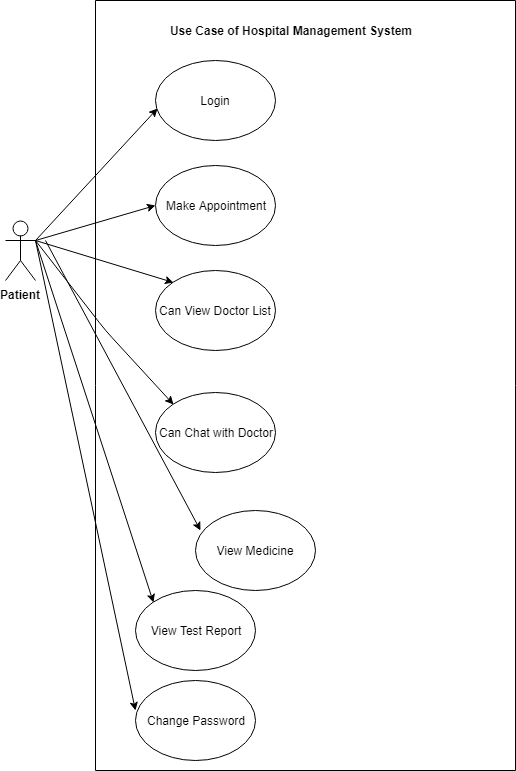 Use Case of Hospital Management System
Login
Make Appointment
Patient
Can View Doctor List
Can Chat with Doctor
View Medicine
View Test Report
Change Password